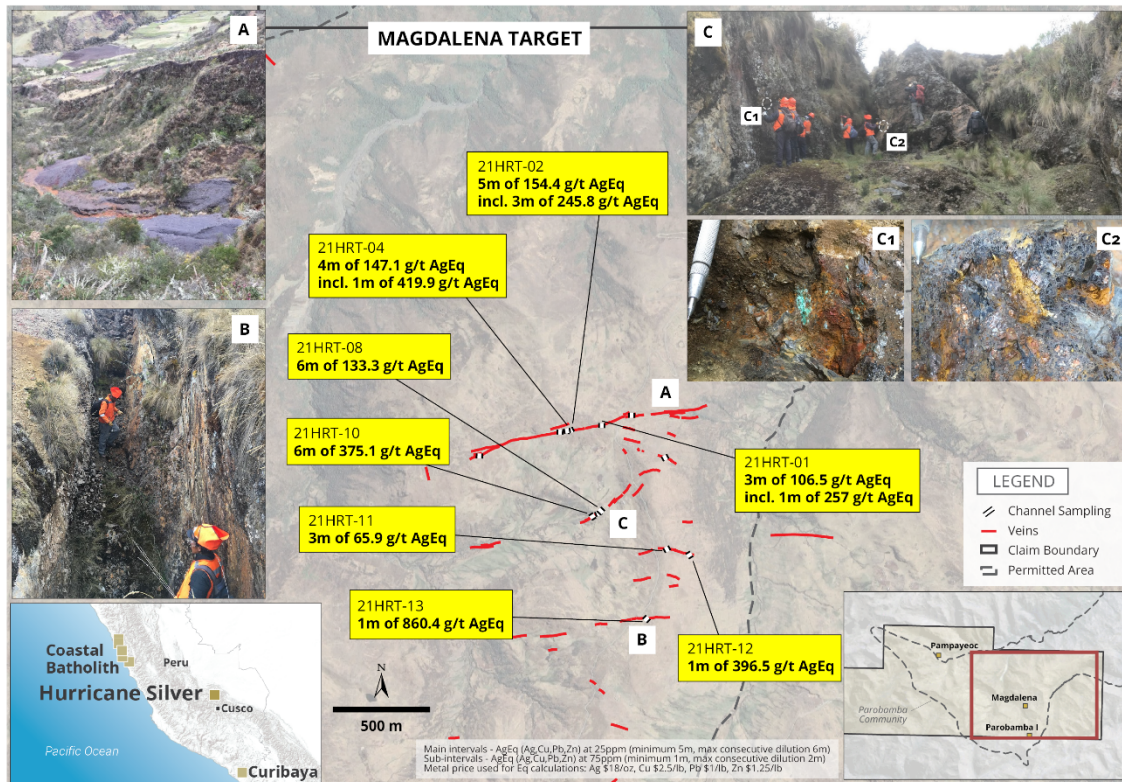 MAGDALENA TARGET
A
B
C
C1
C2
C1
C2
21HRT-02
5m of 154.4 g/t AgEq
incl. 3m of 245.8 g/t AgEq
21HRT-04
4m of 147.1 g/t AgEq
incl. 1m of 419.9 g/t AgEq
21HRT-08
6m of 133.3 g/t AgEq
21HRT-10
6m of 375.1 g/t AgEq
21HRT-11
3m of 65.9 g/t AgEq
21HRT-13
1m of 860.4 g/t AgEq
A
C
B
21HRT-01
3m of 106.5 g/t AgEq
incl. 1m of 257 g/t AgEq
21HRT-12
1m of 396.5 g/t AgEq
LEGEND
Channel Sampling
Veins
Claim Boundary
Permitted Area
Coastal
Batholith
Peru
Hurricane Silver
Cusco
Pacific Ocean
Curibaya
N
500 m
Pampayeoc
Magdalena
Parobamba
Community
Parobamba I
Main intervals - AgEq (Ag,Cu,Pb,Zn) at 25ppm (minimum 5m, max consecutive dilution 6m)
Sub-intervals - AgEq (Ag,Cu,Pb,Zn) at 75ppm (minimum 1m, max consecutive dilution 2m)
Metal price used for Eq calculations: Ag $18/oz, Cu $2.5/lb, Pb $1/lb, Zn $1.25/lb